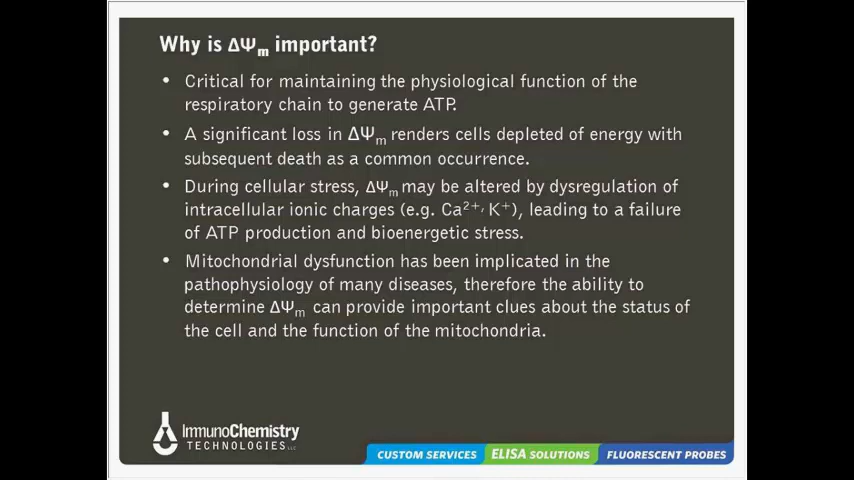 Why is ΔΨm important?
• Critical for maintaining the physiological function of the
respiratory chain to generate ATP.
• A significant loss in ΔΨm renders cells depleted of energy with
subsequent death as a common occurrence.
• During cellular stress, ΔΨm may be altered by dysregulation of
intracellular ionic charges (e.g. Ca2+, K+), leading to a failure
of ATP production and bioenergetic stress.
• Mitochondrial dysfunction has been implicated in the
pathophysiology of many diseases, therefore the ability to
determine ΔΨm can provide important clues about the status of
the cell and the function of the mitochondria.
ImmunoChemistry
TECHNOLOGIES LLC
CUSTOM SERVICES ELISA SOLUTIONS FLUORESCENT PROBES